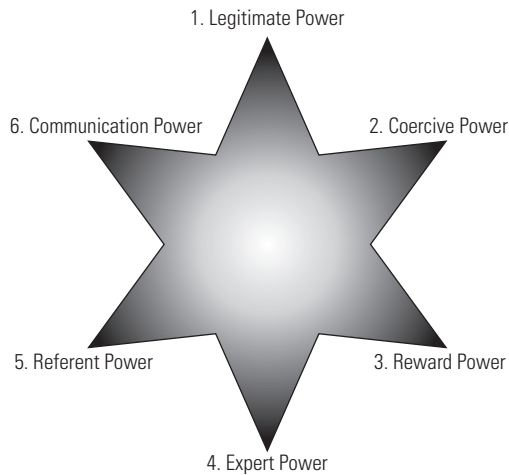 1. Legitimate Power
2. Coercive Power
3. Reward Power
4. Expert Power
5. Referent Power
6. Communication Power